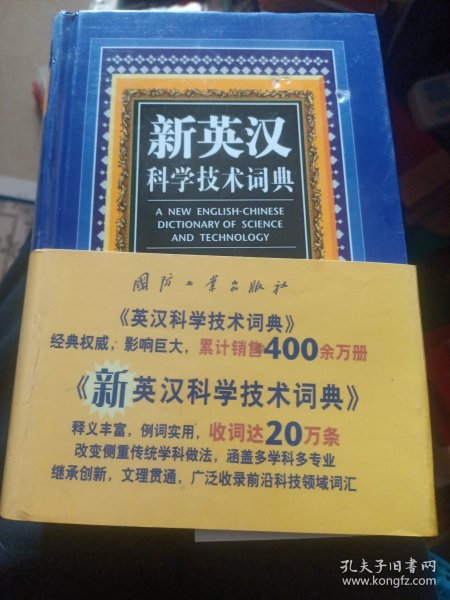 新英汉
科学技术词典
A NEW ENGLISH-CHINESE
DICTIONARY OF SCIENCE
AND TECHNOLOGY
国防工业出版社
《英汉科学技术词典》
经典权威，影响巨大，累计销售400余万册
《新英汉科学技术词典》
释义丰富，例词实用，收词达20万条
改变侧重传统学科做法，涵盖多学科多专业
继承创新，文理贯通，广泛收录前沿科技领域词汇
孔夫子旧书网
www.kongfz.com